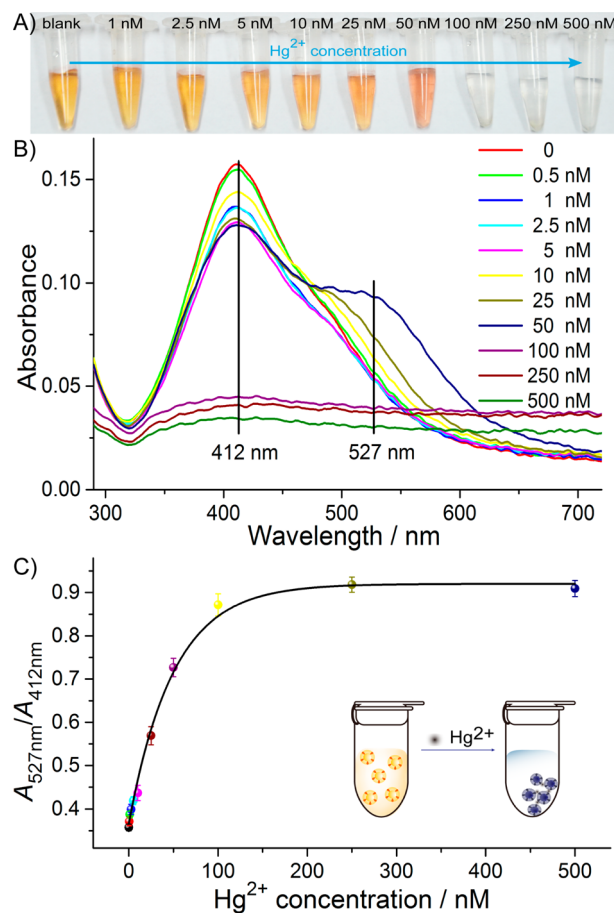 A)
blank 1 nM 2.5 nM 5 nM 10 nM 25 nM 50 nM 100 nM 250 nM 500 nM
Hg²⁺ concentration
B)
Absorbance
0.15
0.10
0.05
0.00
0
0.5 nM
1 nM
2.5 nM
5 nM
10 nM
25 nM
50 nM
100 nM
250 nM
500 nM
412 nm 527 nm
300 400 500 600 700
Wavelength / nm
C)
A527nm/A412nm
0.9
0.8
0.7
0.6
0.5
0.4
Hg²⁺
0 100 200 300 400 500
Hg²⁺ concentration / nM